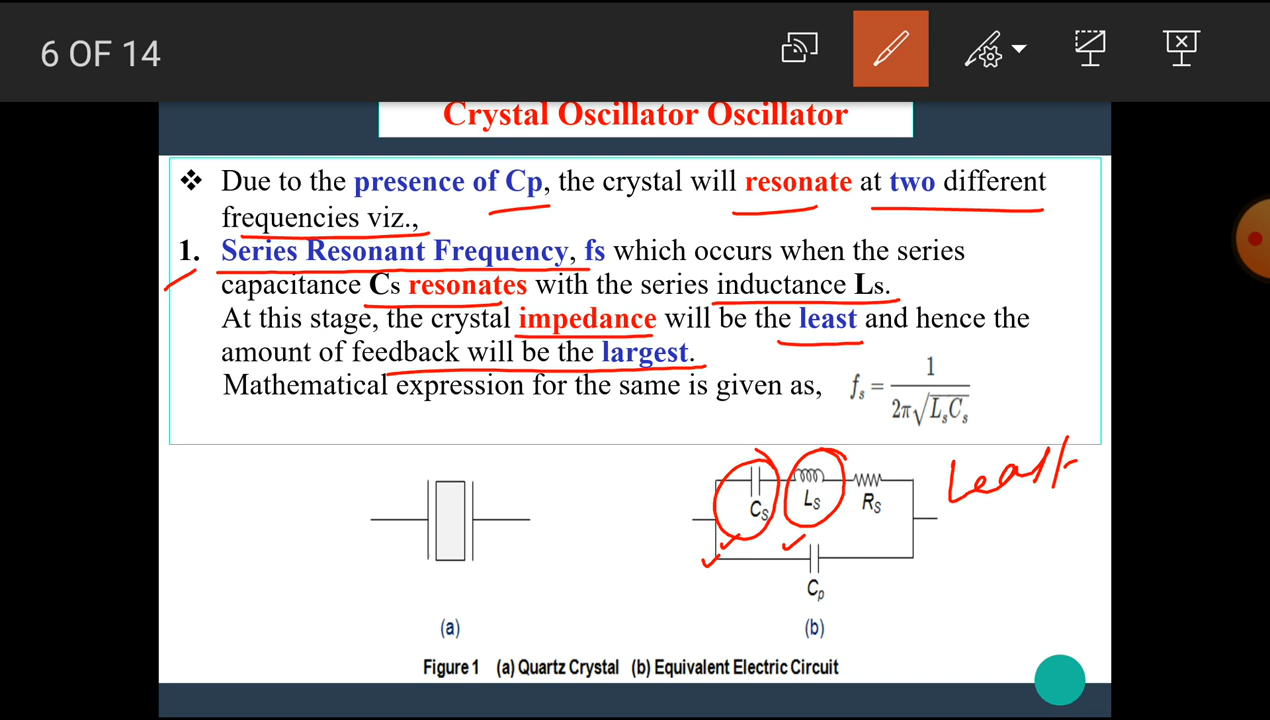 6 OF 14
Crystal Oscillator Oscillator
❖ Due to the presence of Cp, the crystal will resonate at two different
frequencies viz.,
1. Series Resonant Frequency, fs which occurs when the series
capacitance Cs resonates with the series inductance Ls.
At this stage, the crystal impedance will be the least and hence the
amount of feedback will be the largest.
Mathematical expression for the same is given as, fs = 1 / 2π√LsCs
Cs Ls Rs
Least
Cp
(a) (b)
Figure 1 (a) Quartz Crystal (b) Equivalent Electric Circuit